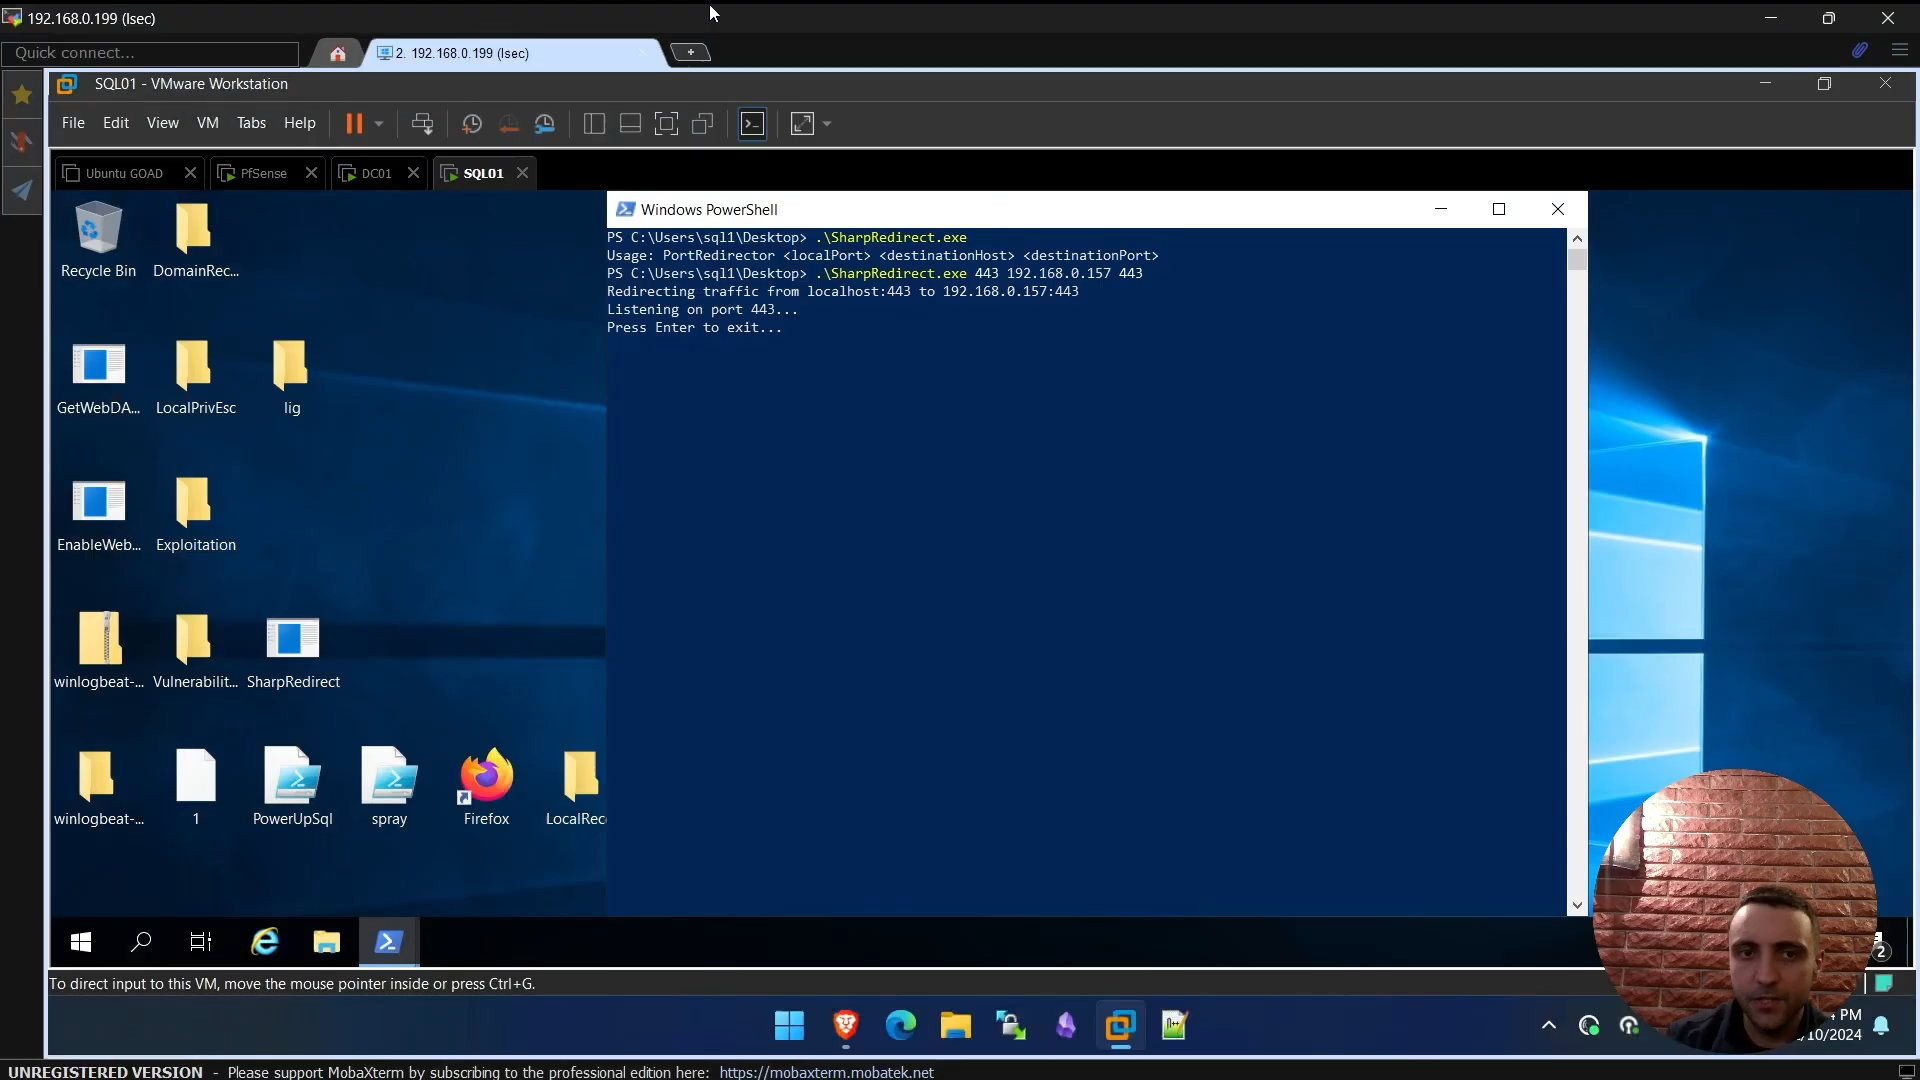 192.168.0.199 (lsec)
Quick connect...
2. 192.168.0.199 (lsec)
SQL01 - VMware Workstation
File Edit View VM Tabs Help
Ubuntu GOAD
PfSense
DC01
SQL01
Windows PowerShell
PS C:\Users\sql1\Desktop> .\SharpRedirect.exe
Usage: PortRedirector <localPort> <destinationHost> <destinationPort>
PS C:\Users\sql1\Desktop> .\SharpRedirect.exe 443 192.168.0.157 443
Redirecting traffic from localhost:443 to 192.168.0.157:443
Listening on port 443...
Press Enter to exit...
Recycle Bin
DomainRec...
GetWebDA...
LocalPrivEsc
lig
EnableWeb...
Exploitation
winlogbeat-...
Vulnerabilit...
SharpRedirect
winlogbeat-...
1
PowerUpSql
spray
Firefox
LocalRec
2
To direct input to this VM, move the mouse pointer inside or press Ctrl+G.
PM
/10/2024
UNREGISTERED VERSION - Please support MobaXterm by subscribing to the professional edition here: https://mobaxterm.mobatek.net